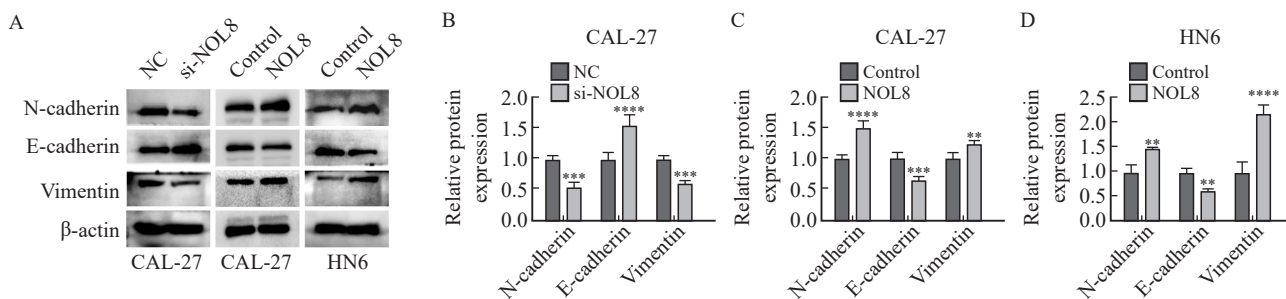 A
NC
si-NOL8
Control
NOL8
Control
NOL8
N-cadherin
E-cadherin
Vimentin
β-actin
CAL-27
CAL-27
HN6
B
CAL-27
NC
si-NOL8
Relative protein
expression
2.0
1.5
1.0
0.5
0.0
***
****
***
N-cadherin
E-cadherin
Vimentin
C
CAL-27
Control
NOL8
Relative protein
expression
2.0
1.5
1.0
0.5
0.0
****
***
**
N-cadherin
E-cadherin
Vimentin
D
HN6
Control
NOL8
Relative protein
expression
2.5
2.0
1.5
1.0
0.5
0.0
**
**
****
N-cadherin
E-cadherin
Vimentin